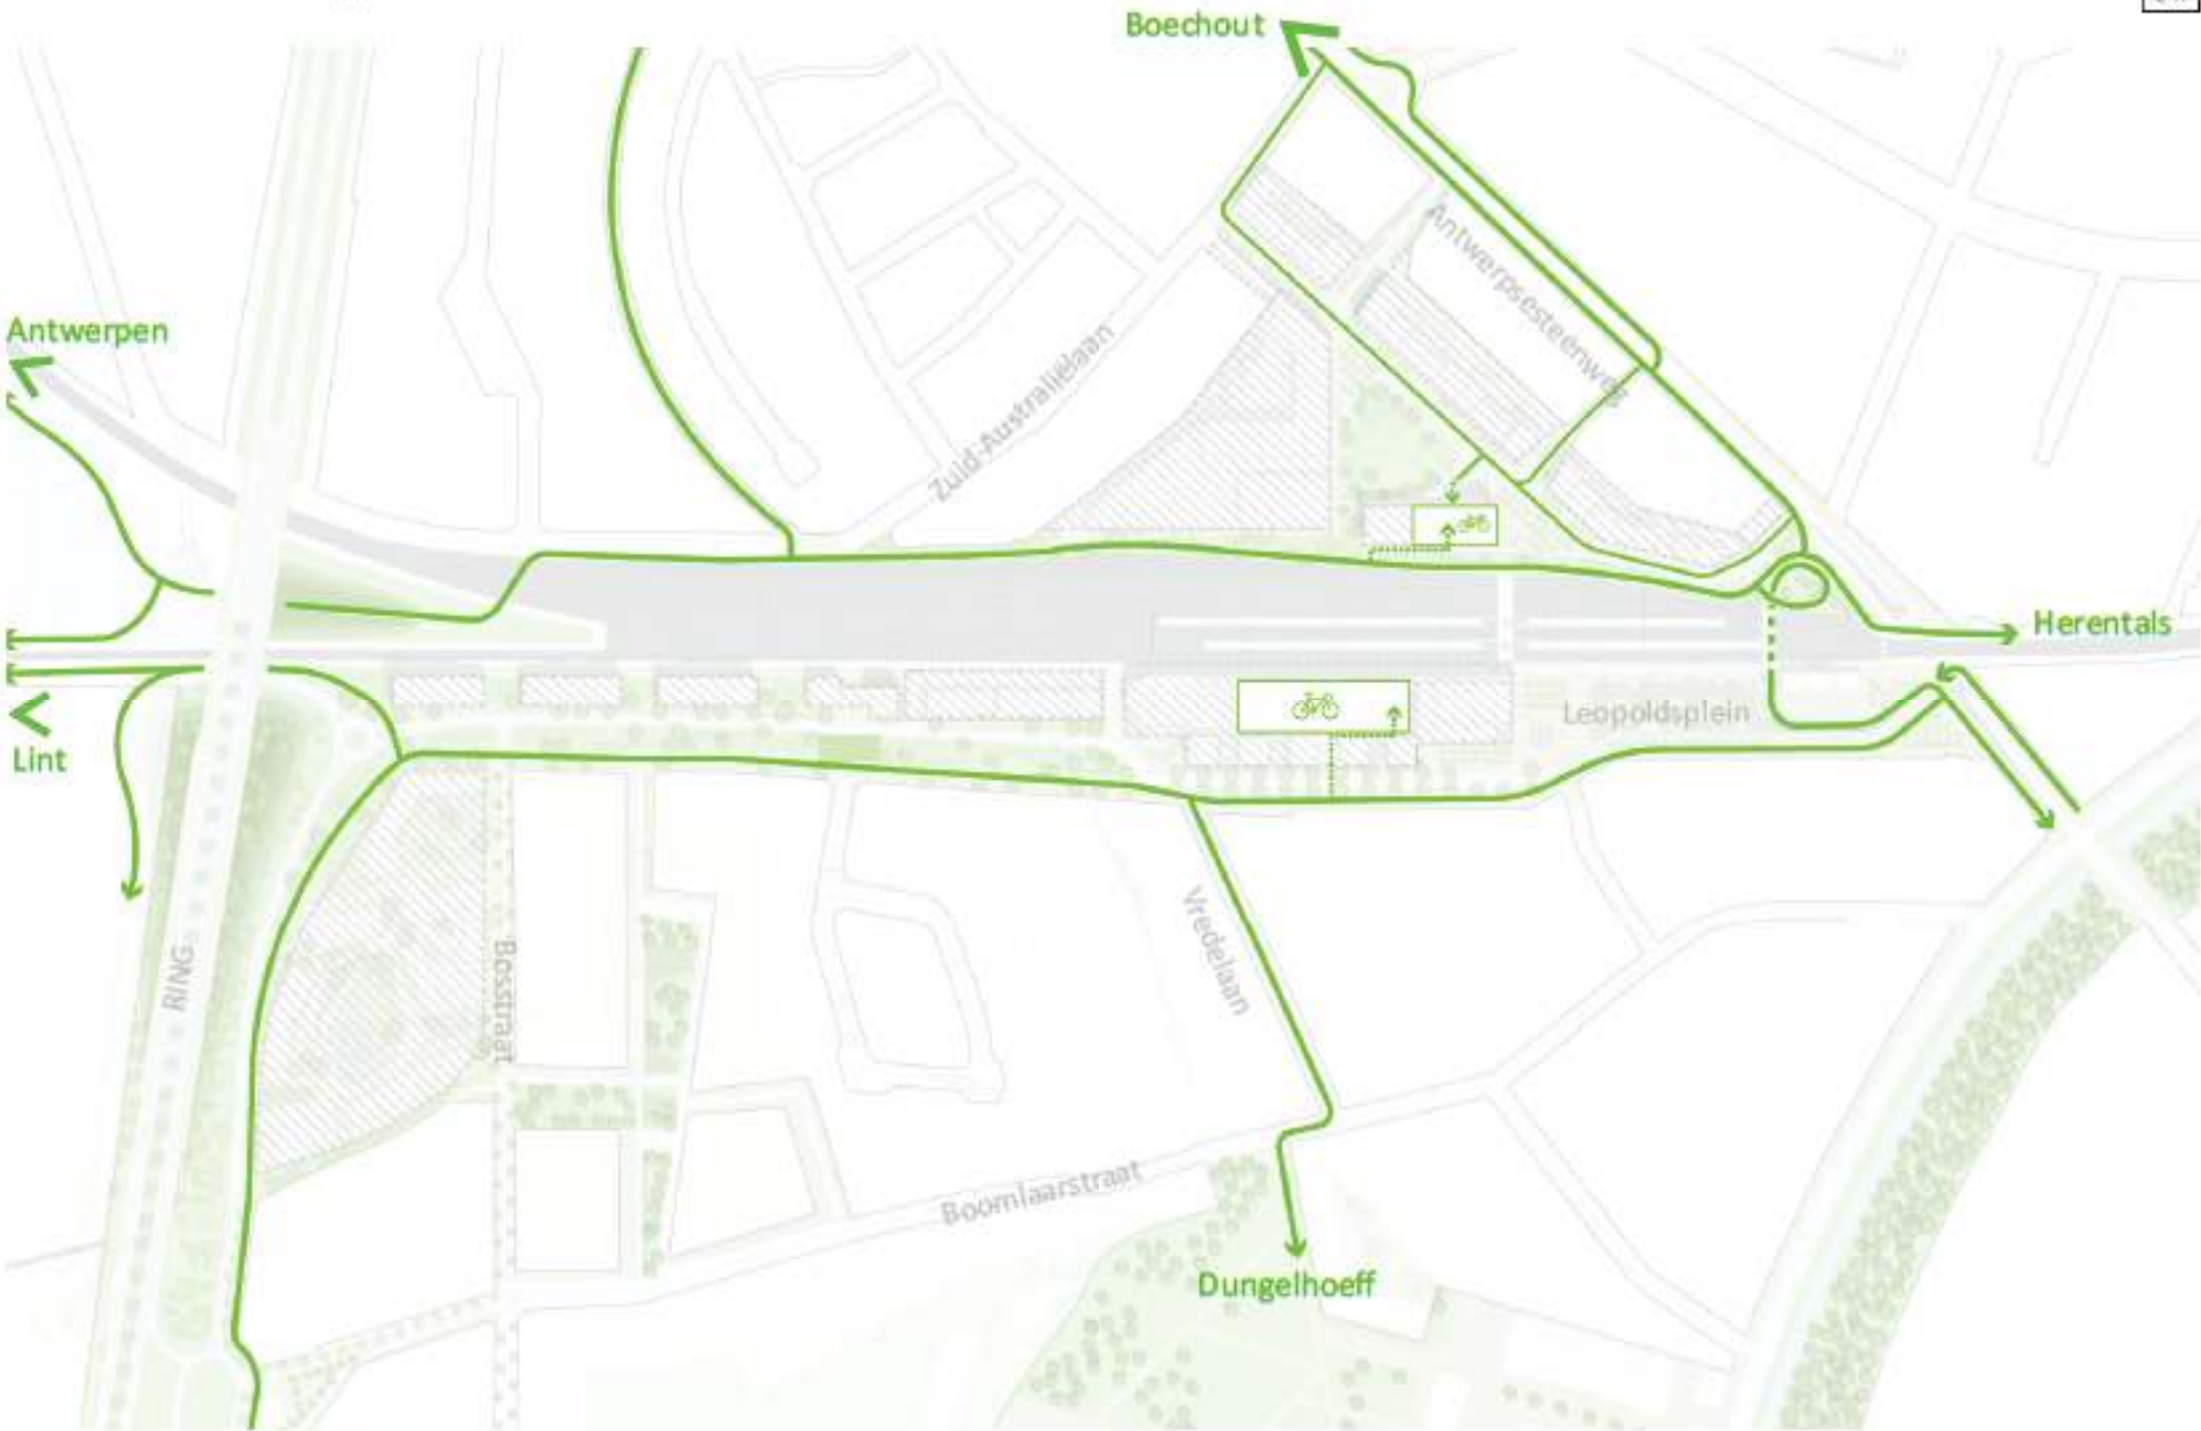 Boechout
Antwerpsesteenweg
Antwerpen
Zuid-Australiëlaan
Herentals
Leopoldsplein
Lint
Vredelaan
RING
Bosstraat
Boomlaarstraat
Dungelhoeff